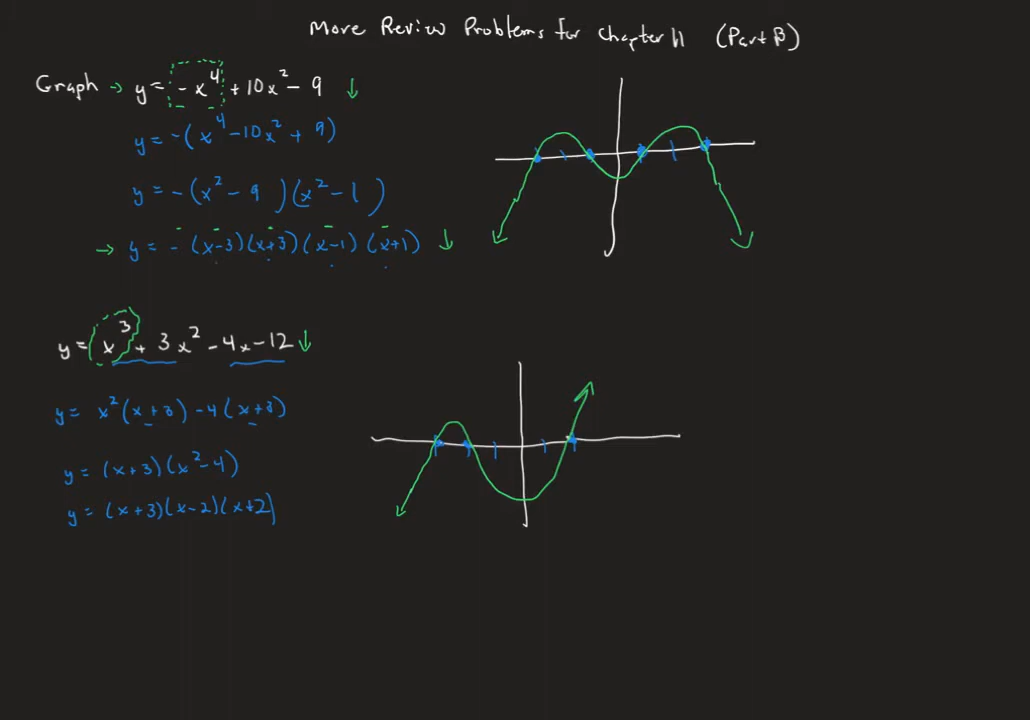 More Review Problems for Chapter 11 (Part B)
Graph → y = -x⁴ + 10x² - 9 ↓
y = -(x⁴ - 10x² + 9)
y = -(x² - 9)(x² - 1)
→ y = -(x-3)(x+3)(x-1)(x+1) ↓
y = x³ + 3x² - 4x - 12 ↓
y = x²(x+3) - 4(x+3)
y = (x+3)(x² - 4)
y = (x+3)(x-2)(x+2)